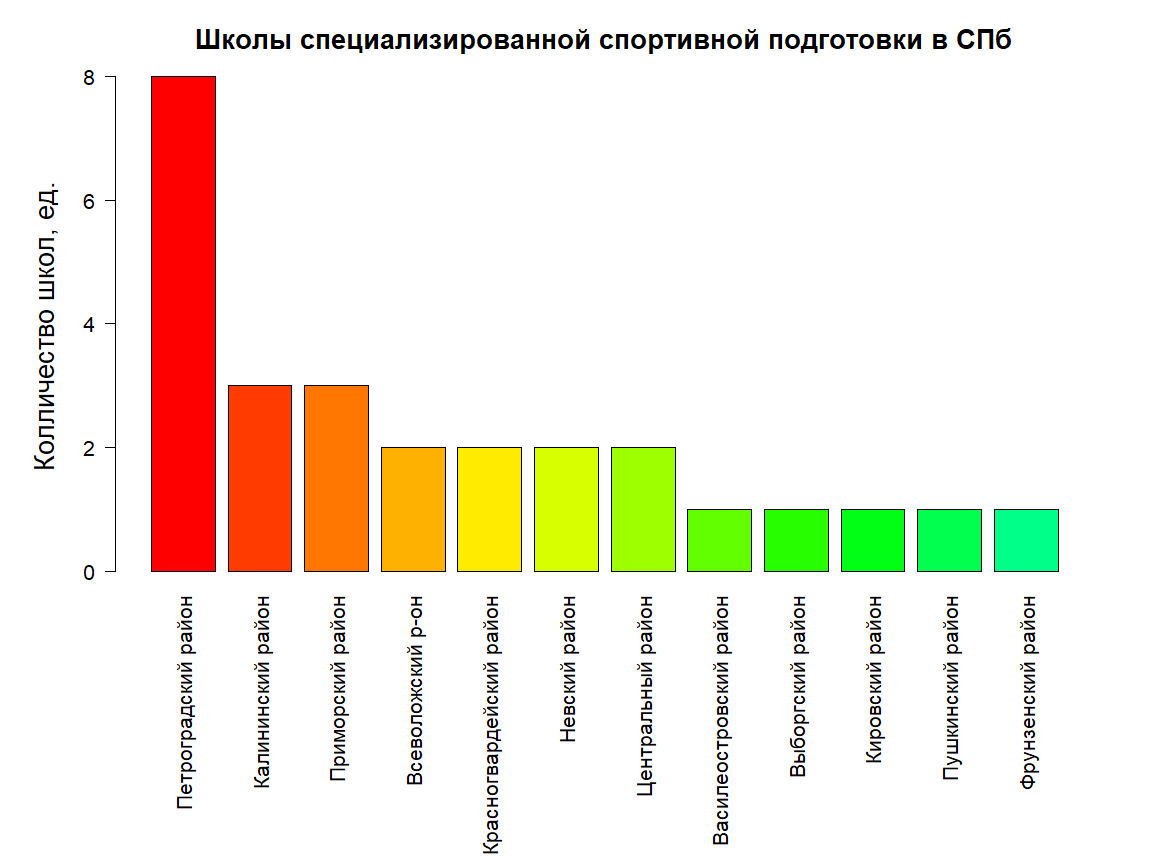 Школы специализированной спортивной подготовки в СПб
Колличество школ, ед.
8
6
4
2
0
Петроградский район
Калининский район
Приморский район
Всеволожский р-он
Красногвардейский район
Невский район
Центральный район
Василеостровский район
Выборгский район
Кировский район
Пушкинский район
Фрунзенский район